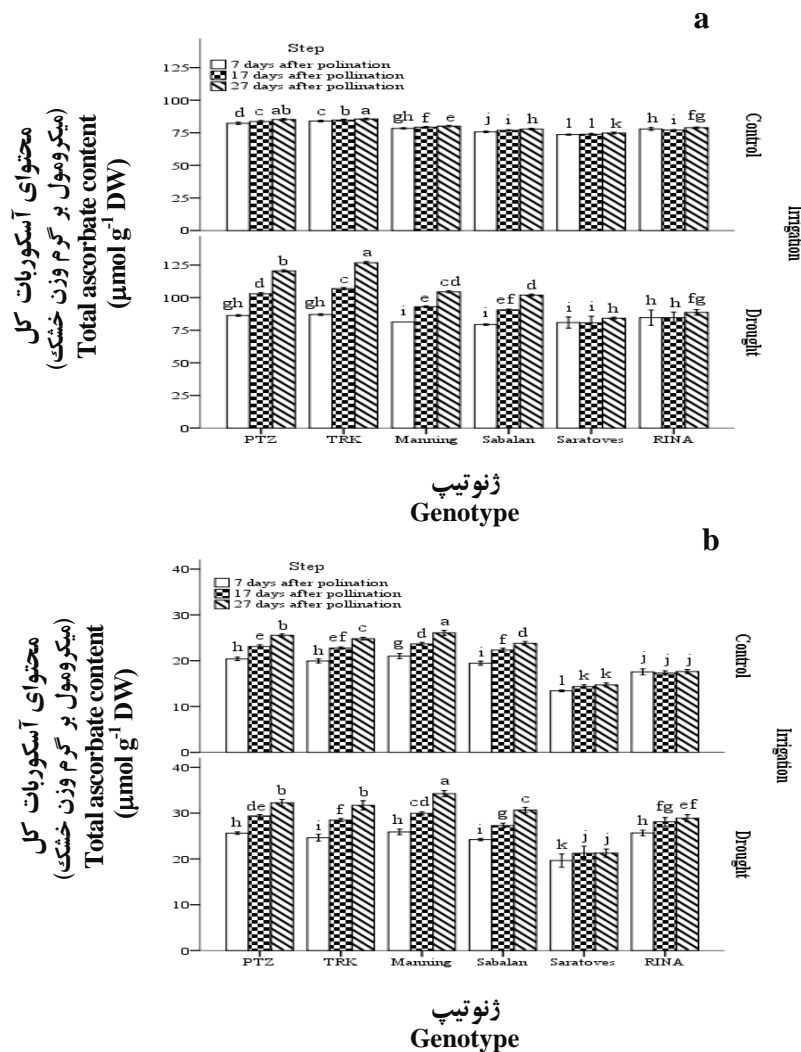 a
محتوای آسکوربات کل
(میکرومول بر گرم وزن خشک)
Total ascorbate content
(µmol g-1 DW)
Step
7 days after polination
17 days after pollination
27 days after pollination
125
100
75
50
25
0
d c ab c b a gh f e j i h l l k h i fg
Control
125
100
75
50
25
0
gh d b gh c a i e cd i ef d i i h h h fg
Drought
Irrigation
PTZ TRK Manning Sabalan Saratoves RINA
ژنوتیپ
Genotype
b
محتوای آسکوربات کل
(میکرومول بر گرم وزن خشک)
Total ascorbate content
(µmol g-1 DW)
Step
7 days after polination
17 days after pollination
27 days after pollination
40
30
20
10
0
h e b h ef c g d a i f d l k k j j j
Control
40
30
20
10
0
h de b i f b h cd a i g c k j j h fg ef
Drought
Irrigation
PTZ TRK Manning Sabalan Saratoves RINA
ژنوتیپ
Genotype